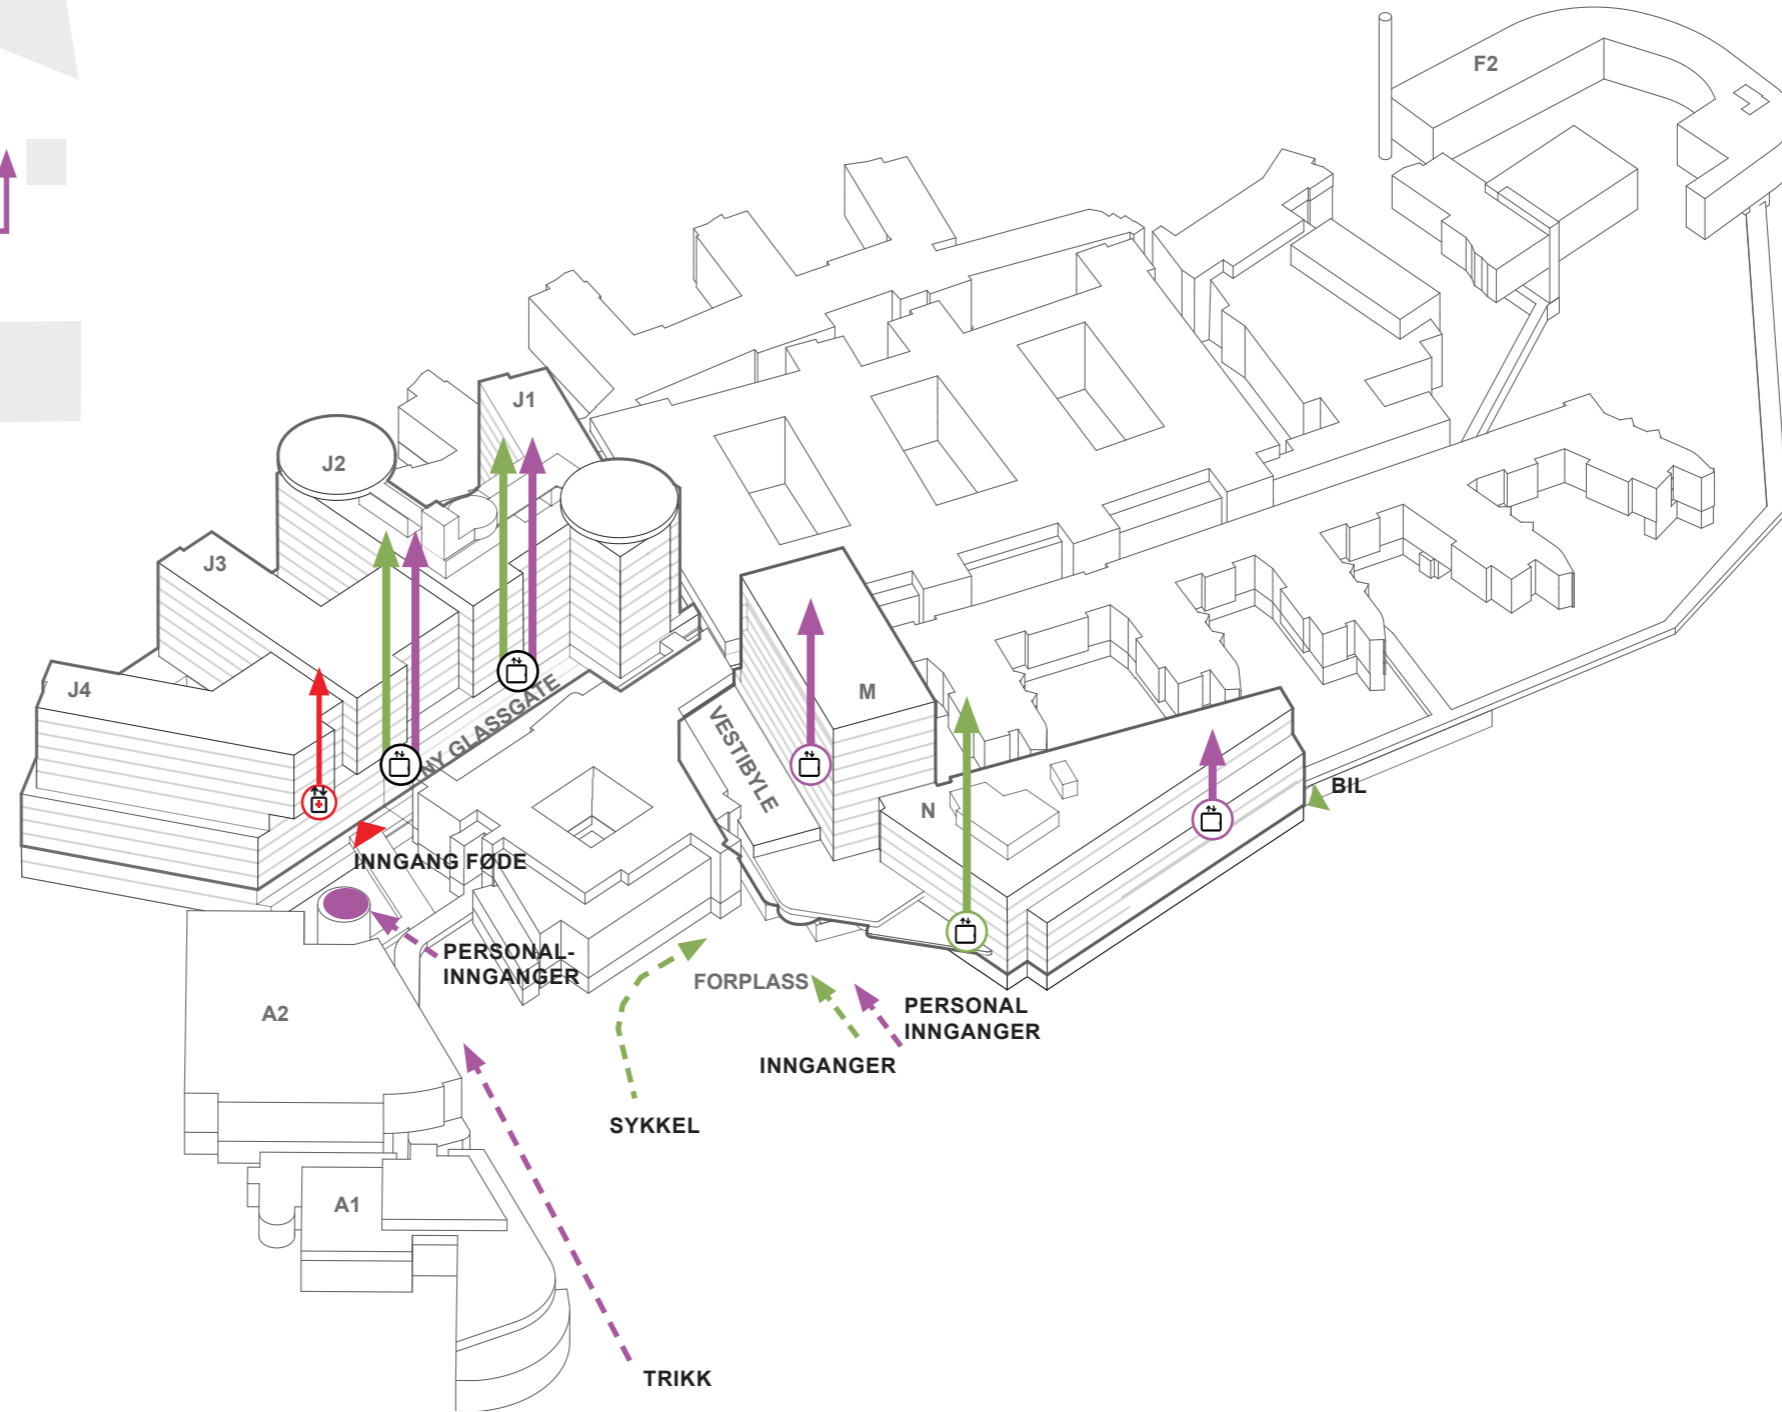 F2
J1
J2
J3
J4
M
NY GLASSGATE
VESTIBYLE
BIL
N
INNGANG FØDE
PERSONAL-
INNGANGER
FORPLASS
PERSONAL
INNGANGER
A2
INNGANGER
SYKKEL
A1
TRIKK